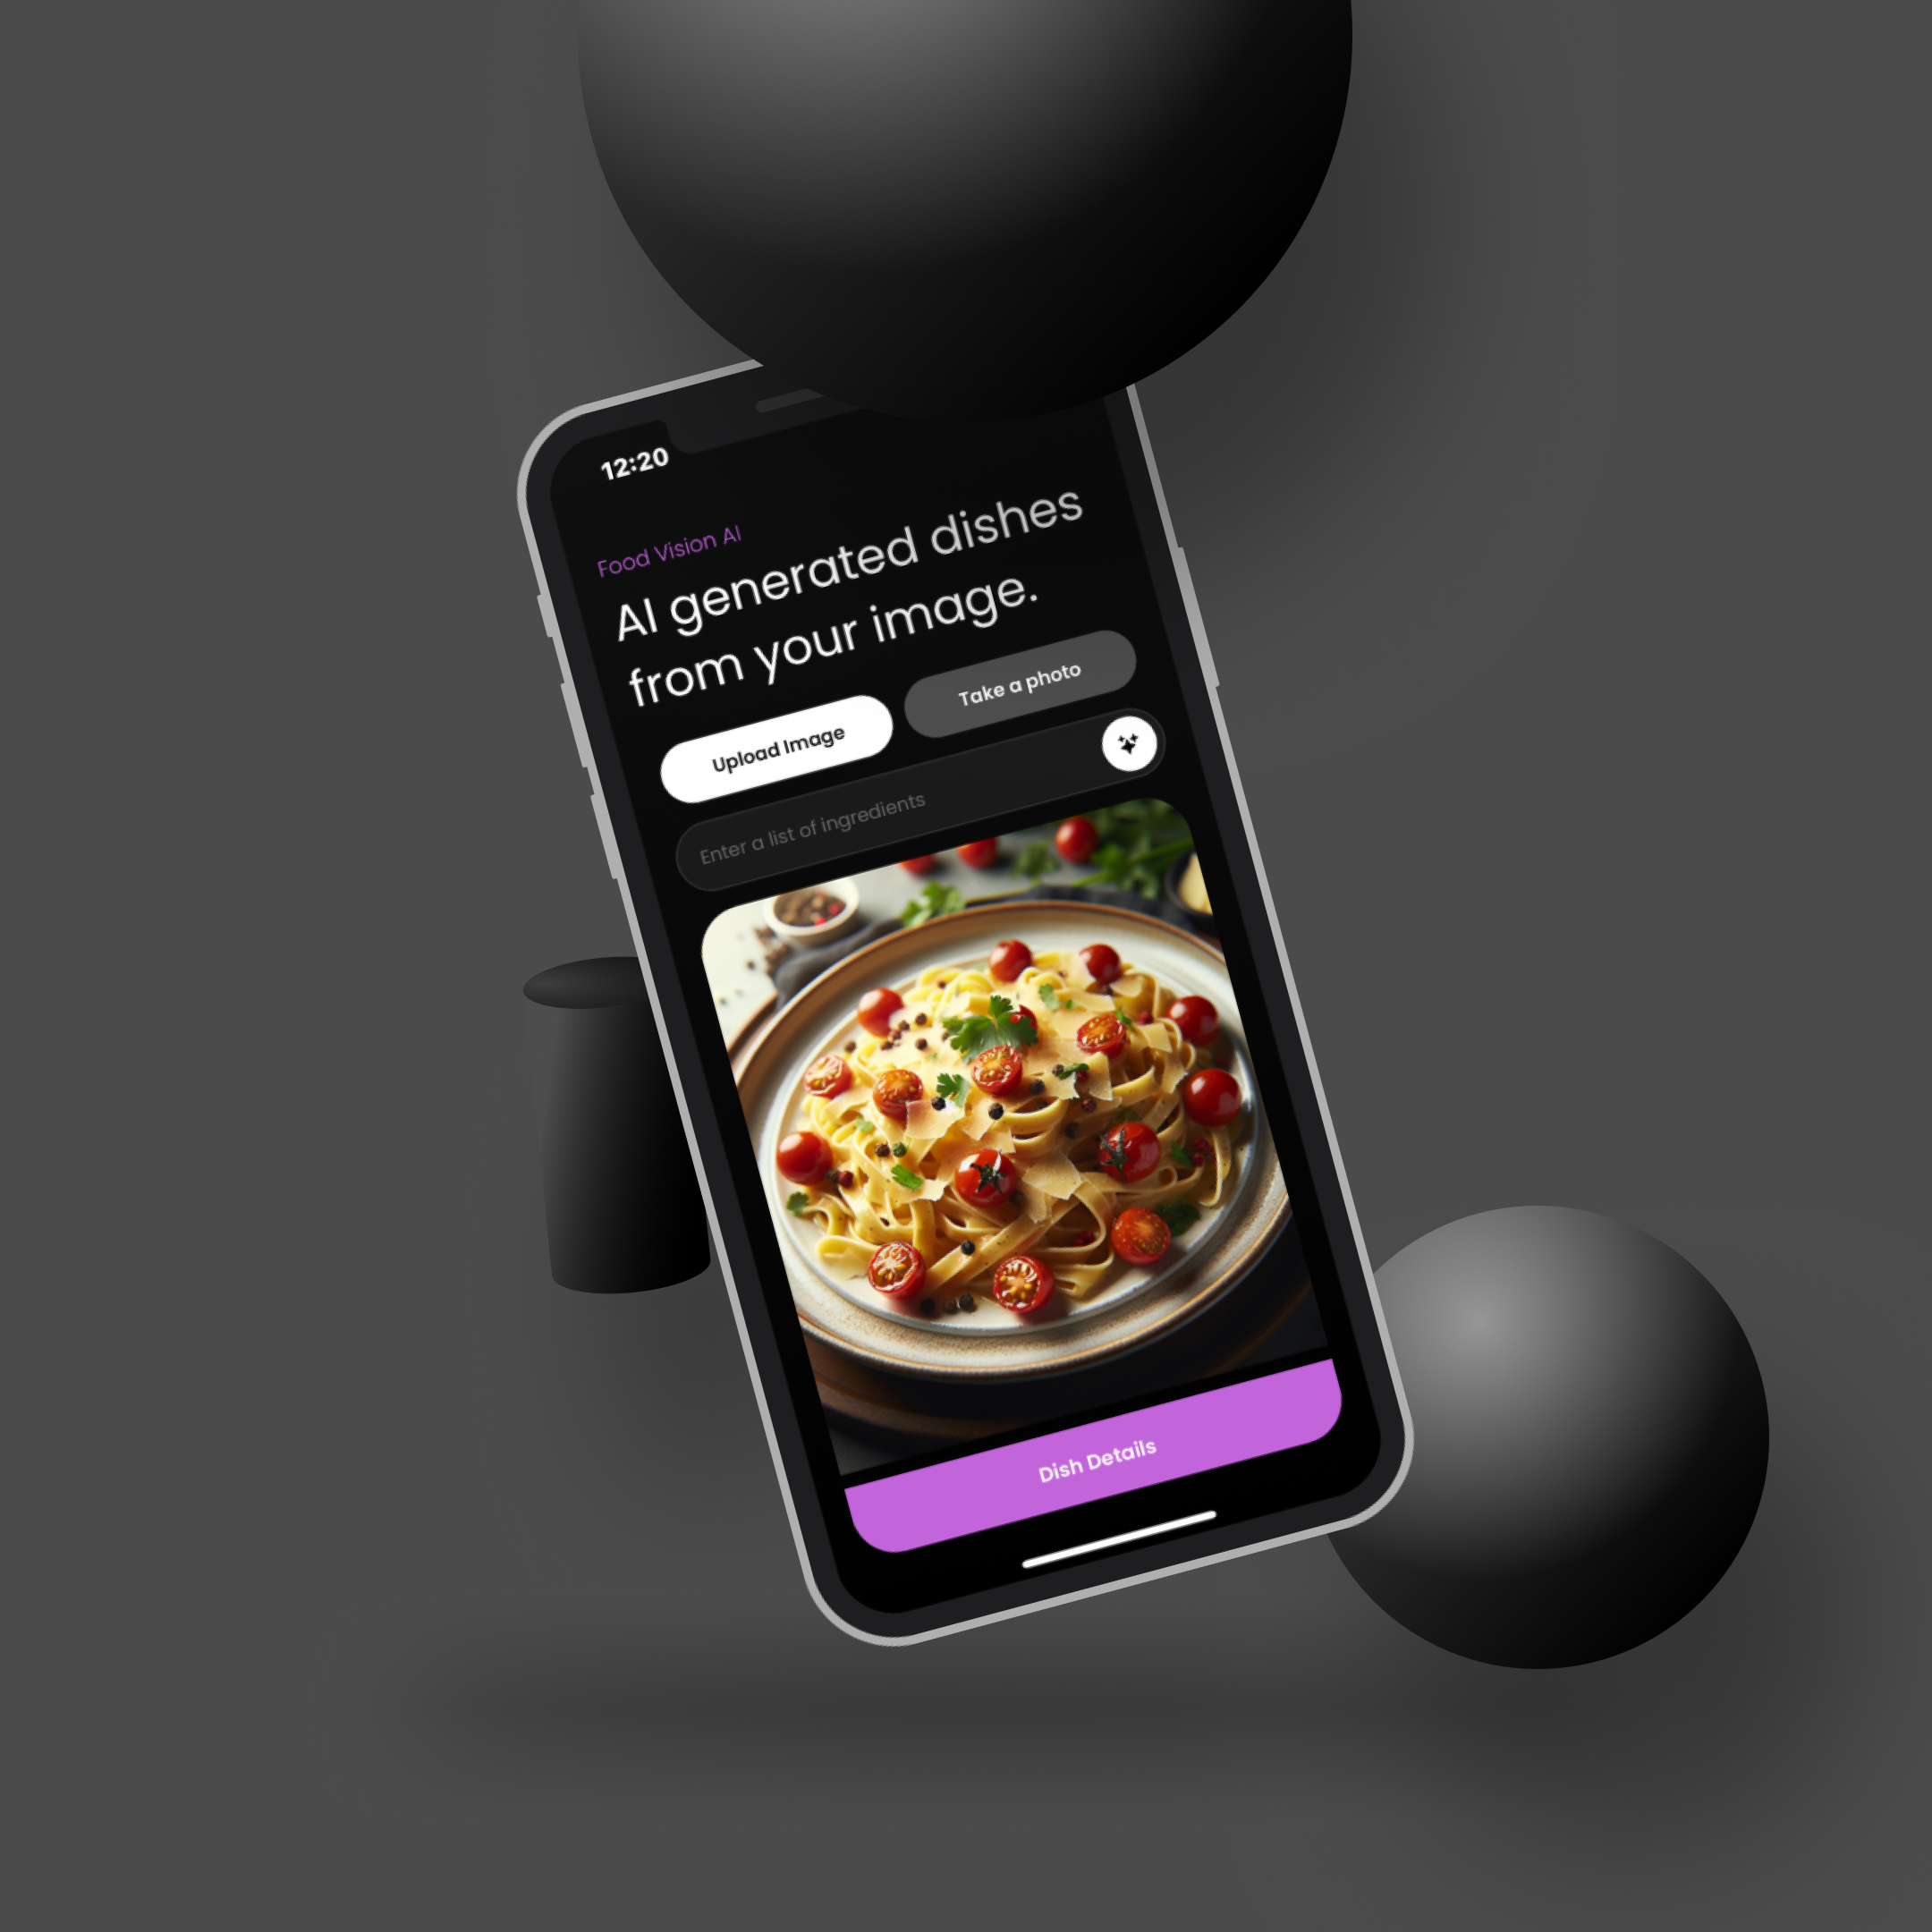 12:20
Food Vision AI
AI generated dishes
from your image.
Upload Image
Take a photo
Enter a list of ingredients
Dish Details